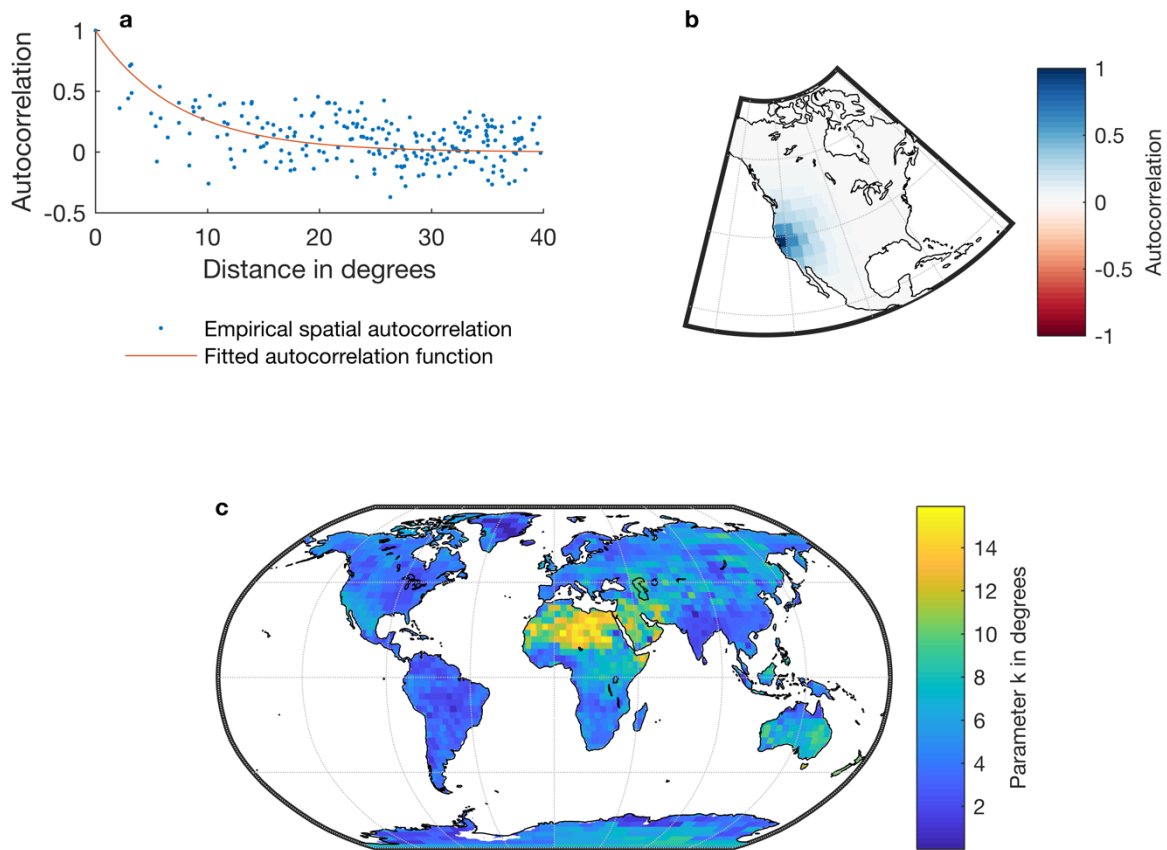 a
Autocorrelation
1
0.5
0
-0.5
0 10 20 30 40
Distance in degrees
Empirical spatial autocorrelation
Fitted autocorrelation function
b
1
0.5
0
-0.5
-1
Autocorrelation
c
14
12
10
8
6
4
2
Parameter k in degrees